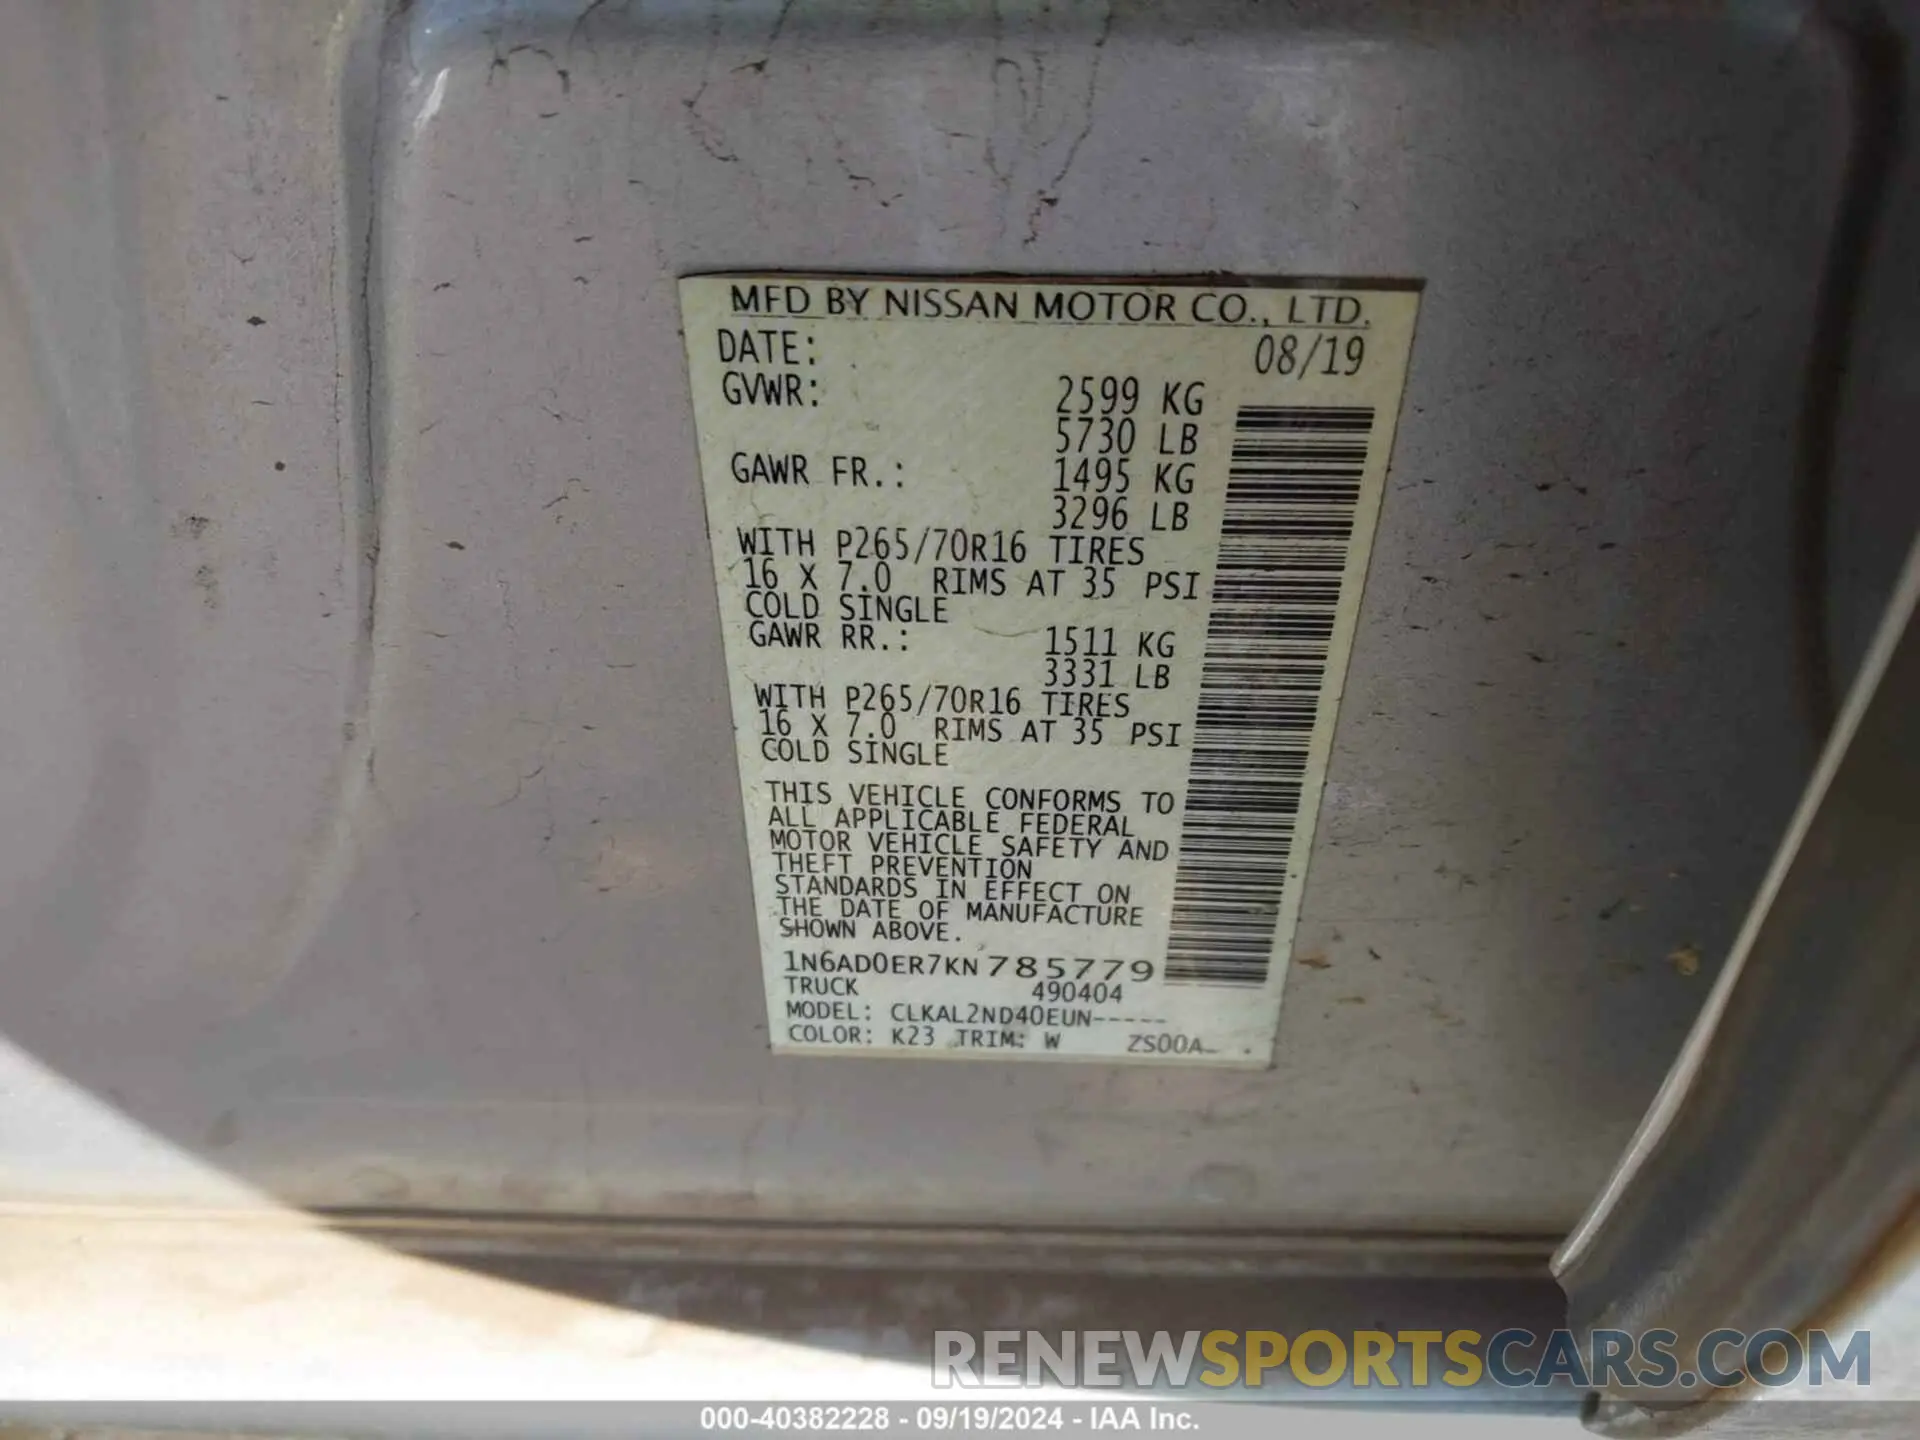 MFD BY NISSAN MOTOR CO., LTD.
DATE: 08/19
GVWR: 2599 KG
5730 LB
GAWR FR.: 1495 KG
3296 LB
WITH P265/70R16 TIRES
16 X 7.0 RIMS AT 35 PSI
COLD SINGLE
GAWR RR.: 1511 KG
3331 LB
WITH P265/70R16 TIRES
16 X 7.0 RIMS AT 35 PSI
COLD SINGLE
THIS VEHICLE CONFORMS TO
ALL APPLICABLE FEDERAL
MOTOR VEHICLE SAFETY AND
THEFT PREVENTION
STANDARDS IN EFFECT ON
THE DATE OF MANUFACTURE
SHOWN ABOVE.
1N6AD0ER7KN785779
TRUCK 490404
MODEL: CLKAL2ND40EUN-----
COLOR: K23 TRIM: W
RENEWSPORTSCARS.COM
000-40382228 - 09/19/2024 - IAA Inc.